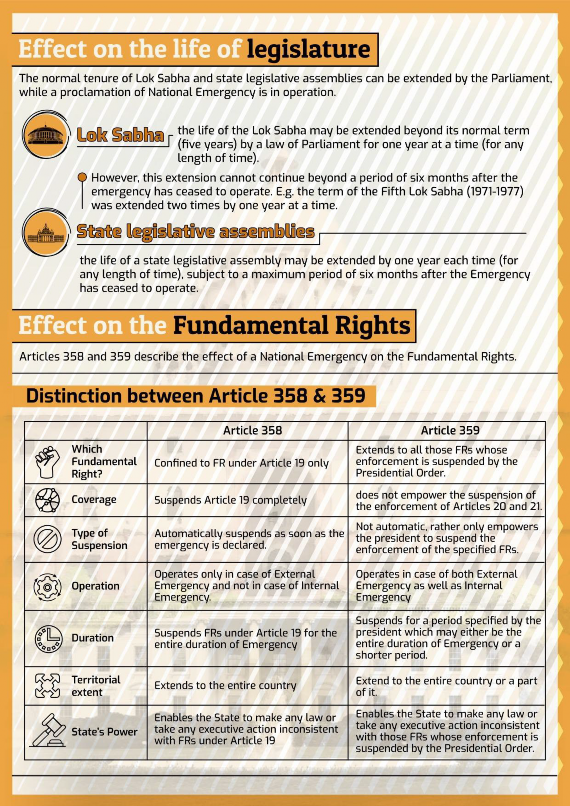 Effect on the life of legislature
The normal tenure of Lok Sabha and state legislative assemblies can be extended by the Parliament,
while a proclamation of National Emergency is in operation.
Lok Sabha
the life of the Lok Sabha may be extended beyond its normal term
(five years) by a law of Parliament for one year at a time (for any
length of time).
However, this extension cannot continue beyond a period of six months after the
emergency has ceased to operate. E.g. the term of the Fifth Lok Sabha (1971-1977)
was extended two times by one year at a time.
State legislative assemblies
the life of a state legislative assembly may be extended by one year each time (for
any length of time), subject to a maximum period of six months after the Emergency
has ceased to operate.
Effect on the Fundamental Rights
Articles 358 and 359 describe the effect of a National Emergency on the Fundamental Rights.
Distinction between Article 358 & 359
Article 358
Article 359
Which
Fundamental
Right?
Confined to FR under Article 19 only
Extends to all those FRs whose
enforcement is suspended by the
Presidential Order.
Coverage
Suspends Article 19 completely
does not empower the suspension of
the enforcement of Articles 20 and 21.
Type of
Suspension
Automatically suspends as soon as the
emergency is declared.
Not automatic, rather only empowers
the president to suspend the
enforcement of the specified FRs.
Operation
Operates only in case of External
Emergency and not in case of Internal
Emergency.
Operates in case of both External
Emergency as well as Internal
Emergency
Duration
Suspends FRs under Article 19 for the
entire duration of Emergency
Suspends for a period specified by the
president which may either be the
entire duration of Emergency or a
shorter period.
Territorial
extent
Extends to the entire country
Extend to the entire country or a part
of it.
State's Power
Enables the State to make any law or
take any executive action inconsistent
with FRs under Article 19
Enables the State to make any law or
take any executive action inconsistent
with those FRs whose enforcement is
suspended by the Presidential Order.